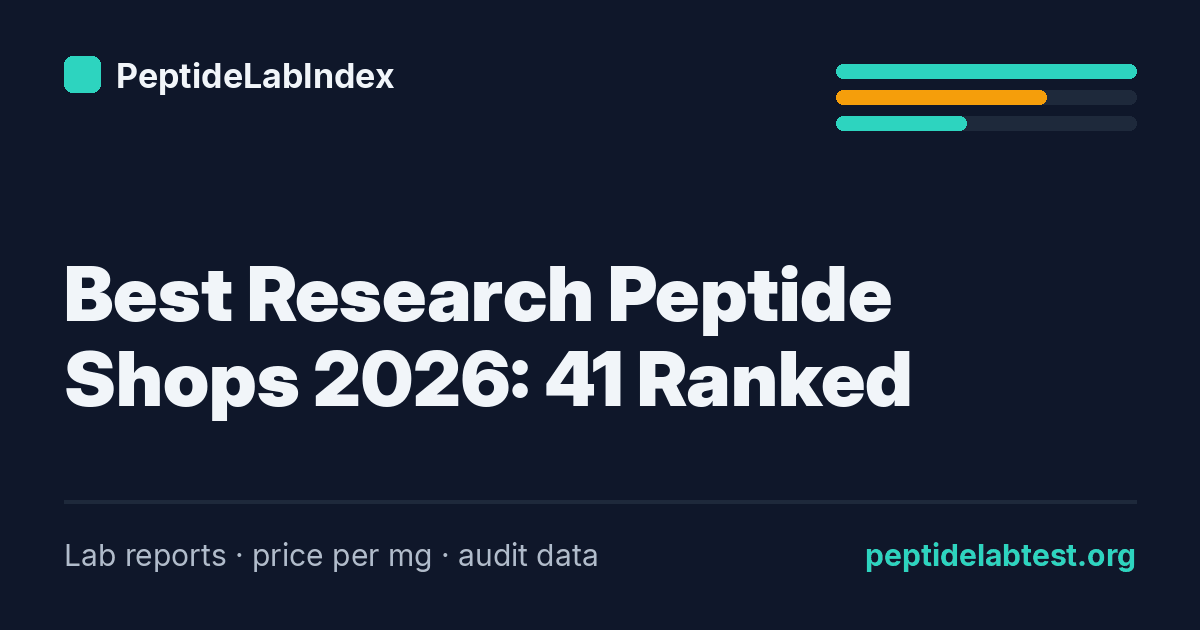 PeptideLabIndex
Best Research Peptide
Shops 2026: 41 Ranked
Lab reports · price per mg · audit data
peptidelabtest.org